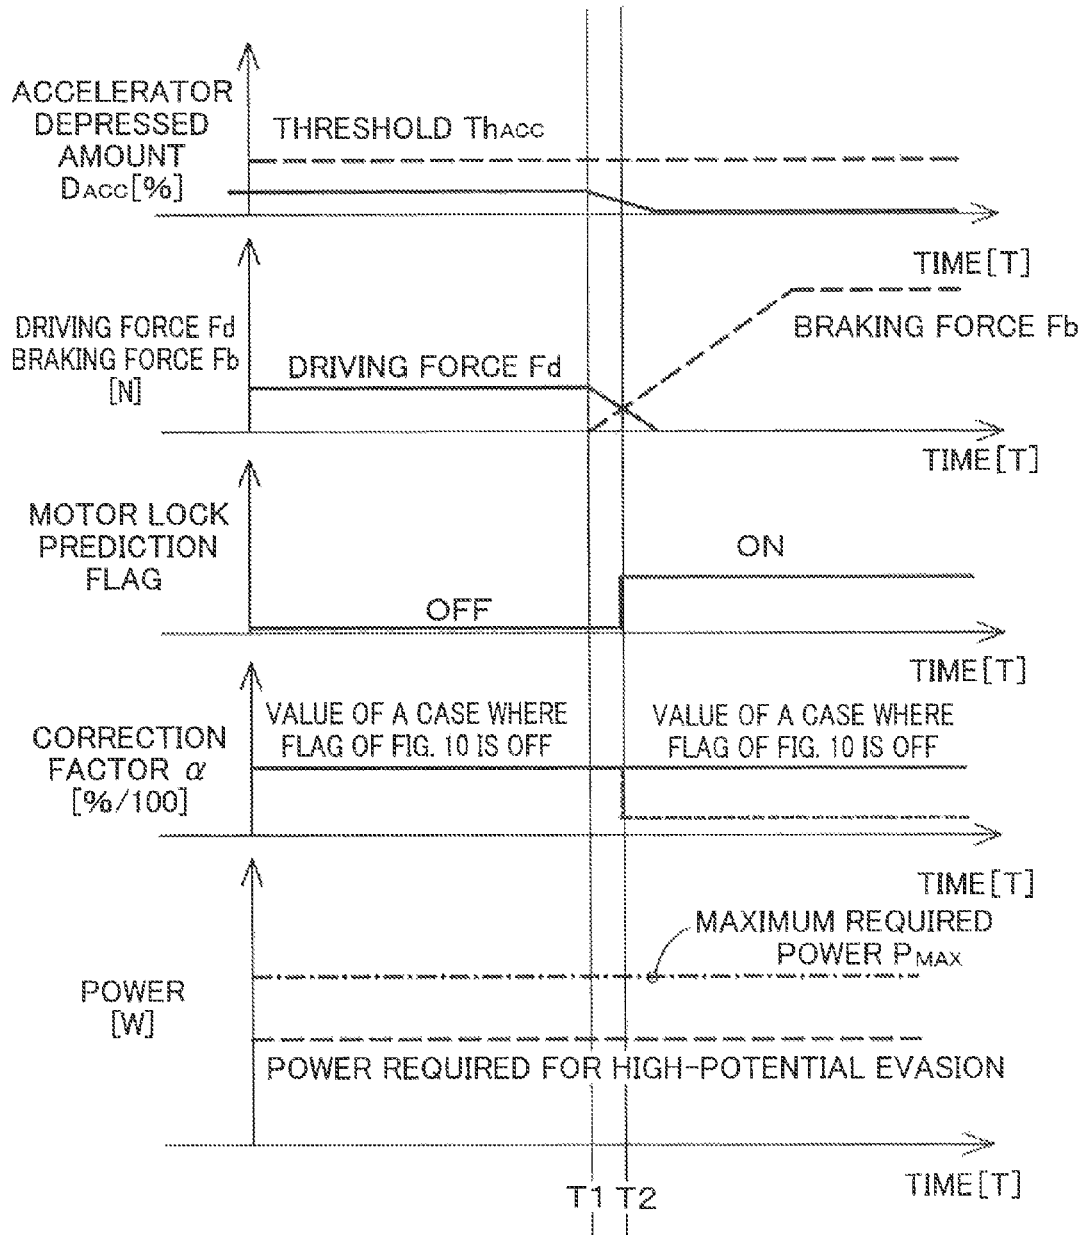 ACCELERATOR
DEPRESSED
AMOUNT
DACC[%]
THRESHOLD ThACC
TIME[T]
DRIVING FORCE Fd
BRAKING FORCE Fb
[N]
DRIVING FORCE Fd
BRAKING FORCE Fb
TIME[T]
MOTOR LOCK
PREDICTION
FLAG
OFF
ON
TIME[T]
CORRECTION
FACTOR α
[%/100]
VALUE OF A CASE WHERE
FLAG OF FIG. 10 IS OFF
VALUE OF A CASE WHERE
FLAG OF FIG. 10 IS OFF
TIME[T]
POWER
[W]
MAXIMUM REQUIRED
POWER PMAX
POWER REQUIRED FOR HIGH-POTENTIAL EVASION
TIME[T]
T1 T2